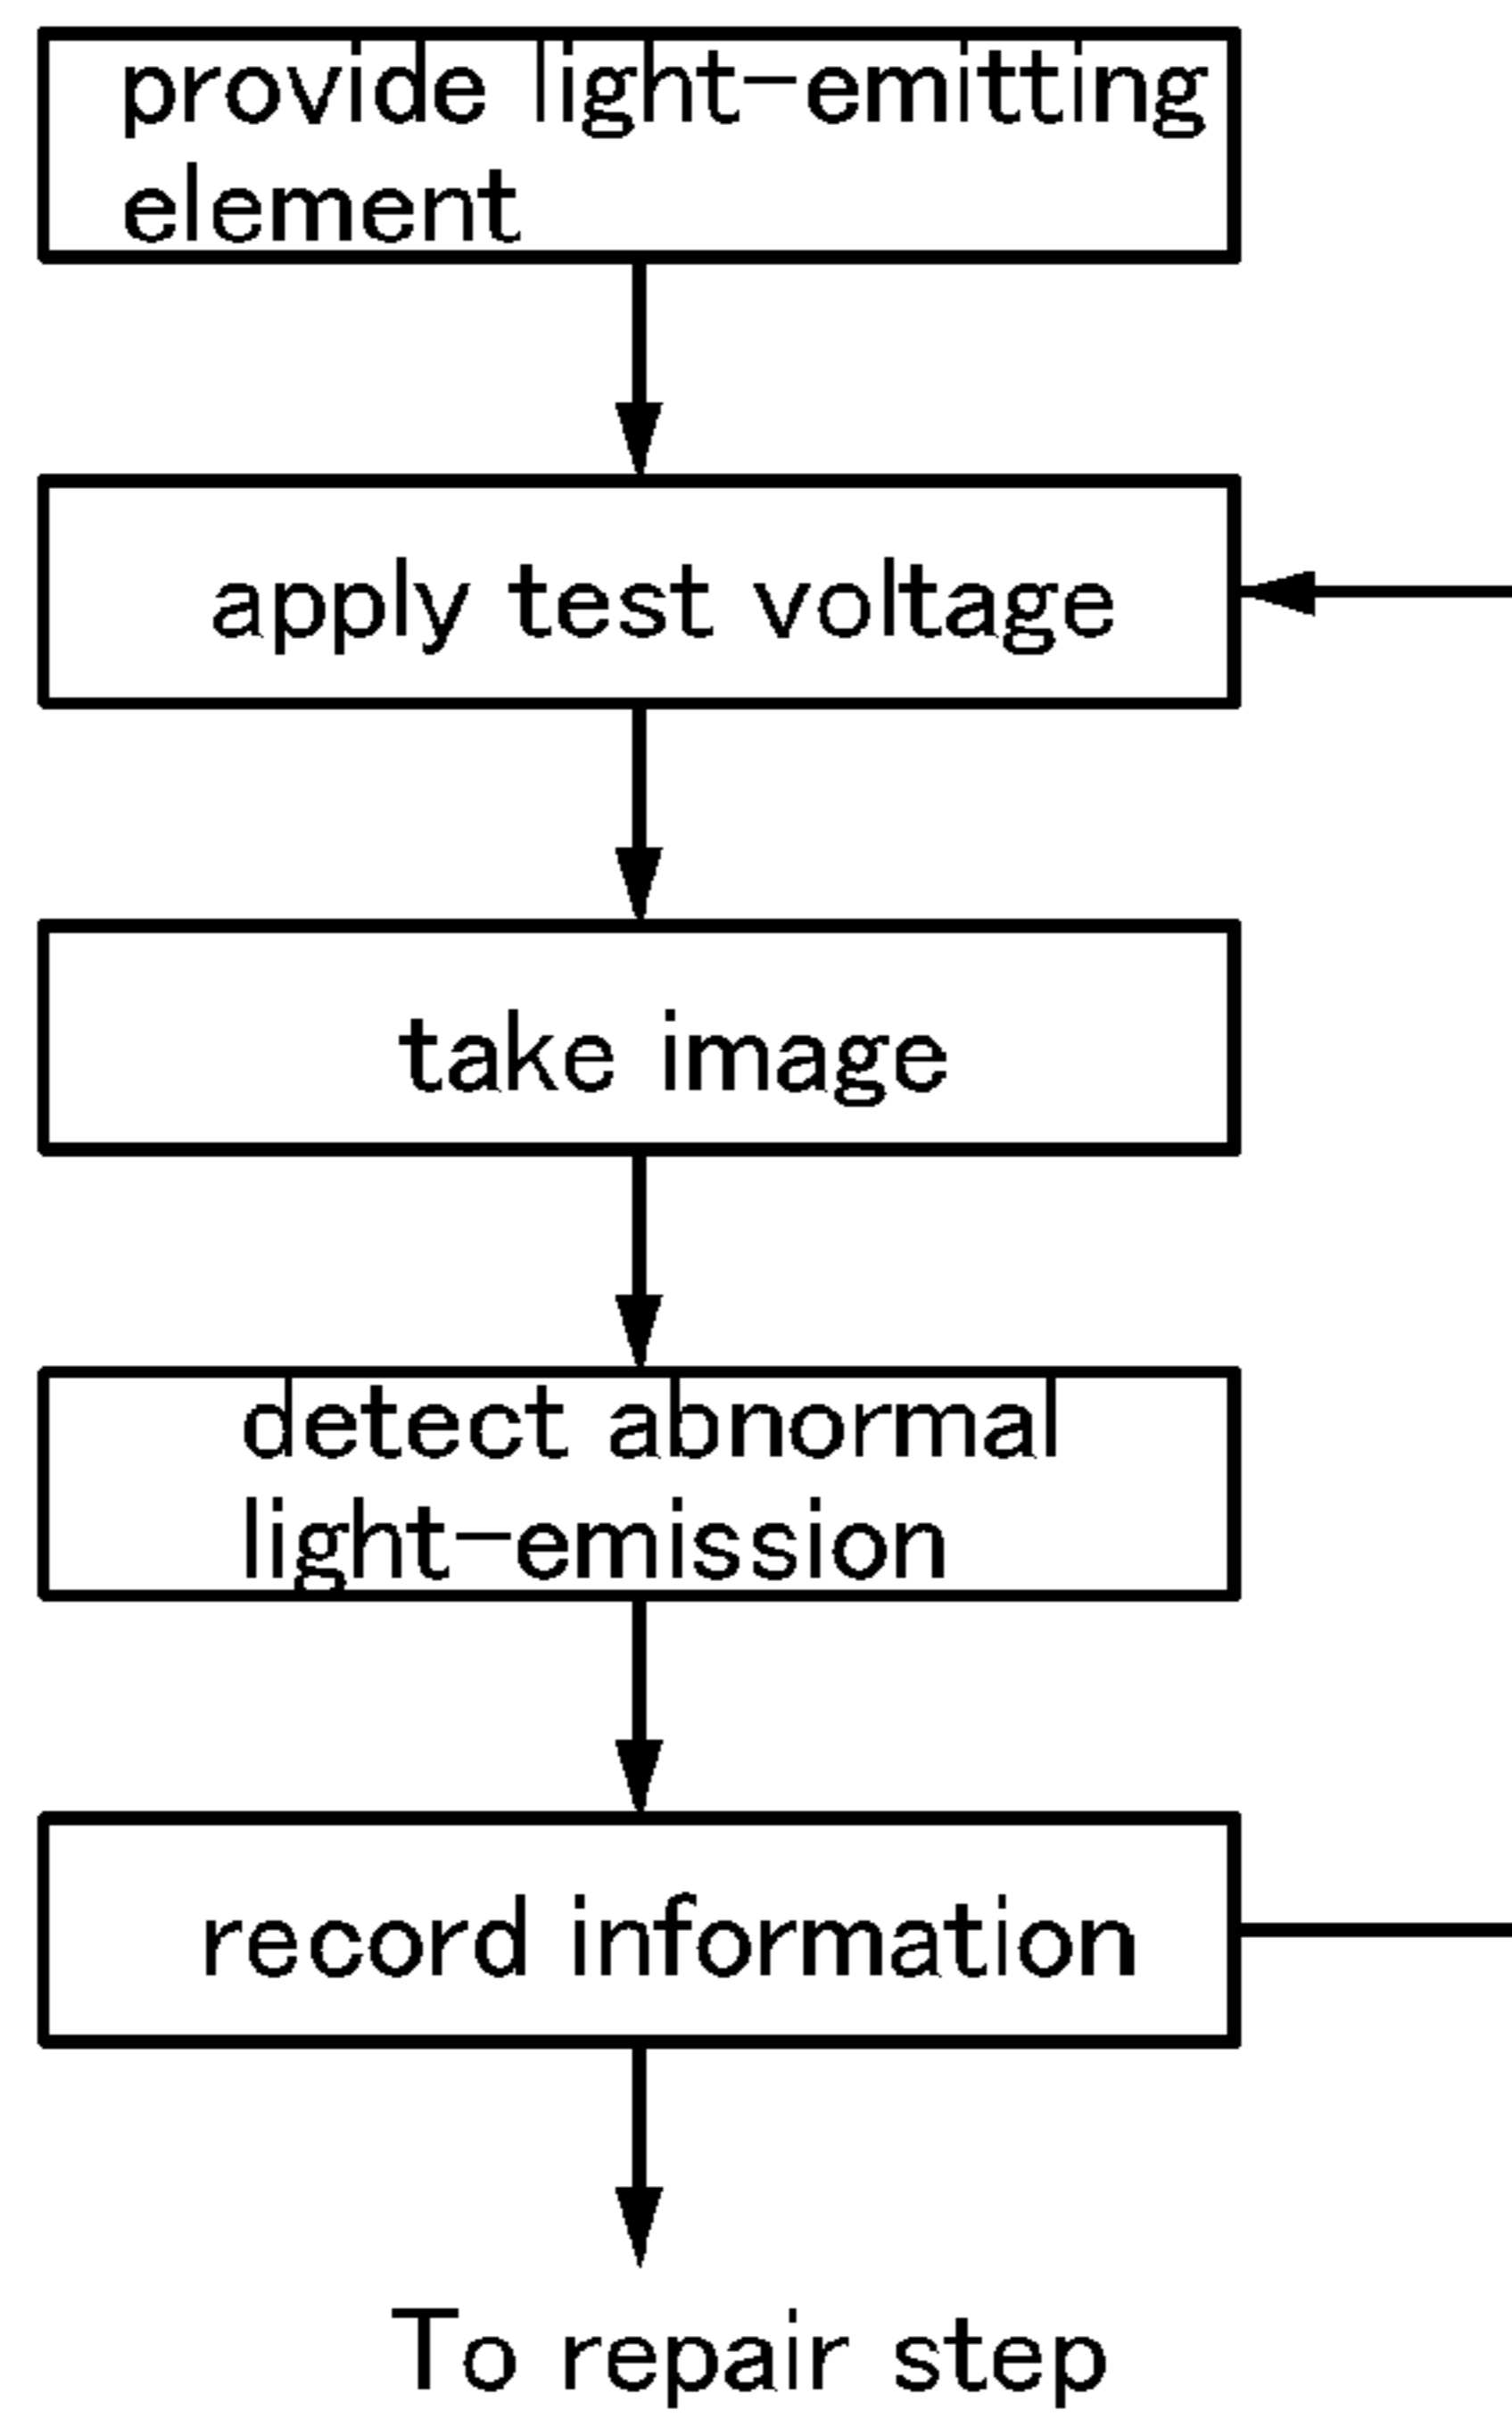 provide light-emitting
element
apply test voltage
take image
detect abnormal
light-emission
record information
To repair step